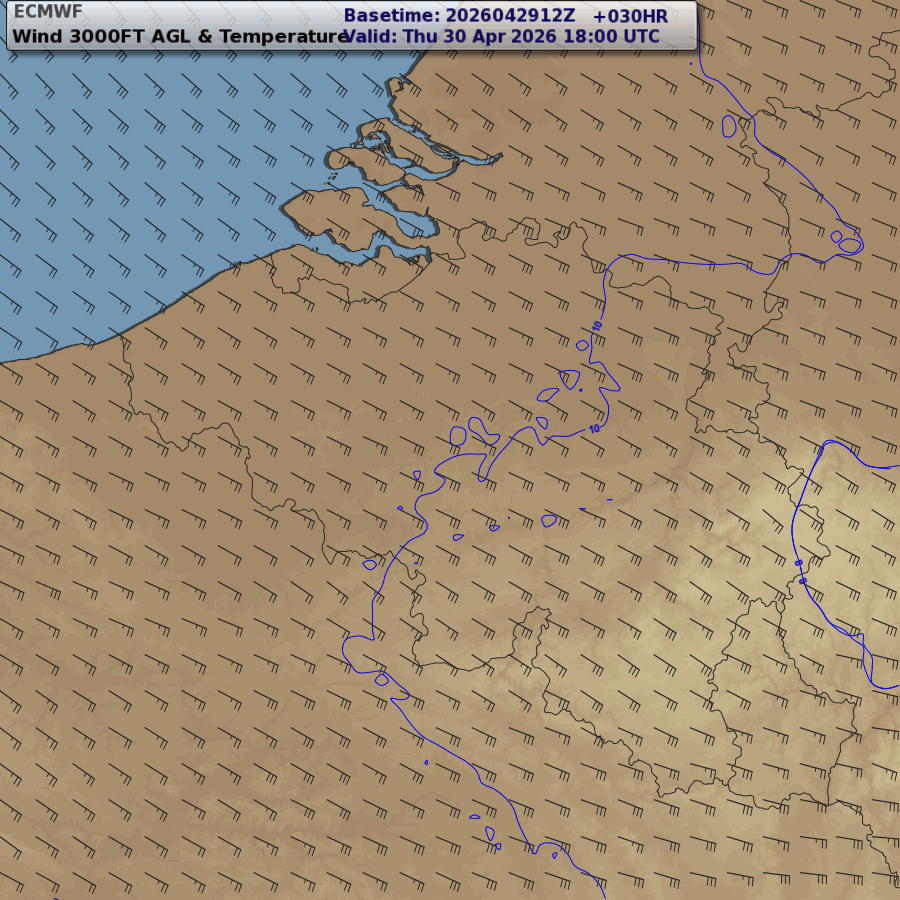 ECMWF
Basetime: 2026042912Z +030HR
Wind 3000FT AGL & Temperature
Valid: Thu 30 Apr 2026 18:00 UTC
10
10